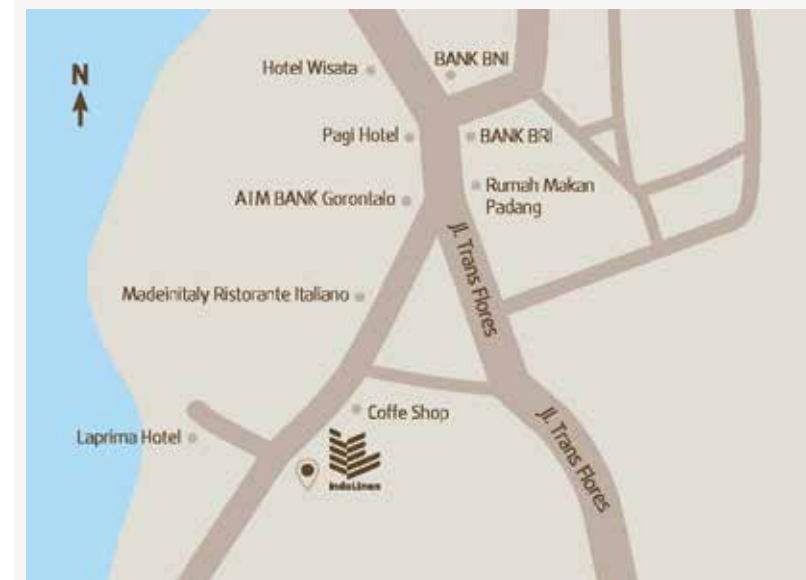 N
Hotel Wisata
BANK BNI
Pagi Hotel
BANK BRI
AIM BANK Gorontalo
Rumah Makan
Padang
Jl. Trans Flores
Madeinitaly Ristorante Italiano
Coffe Shop
Jl. Trans Flores
Laprima Hotel
IndoLinen